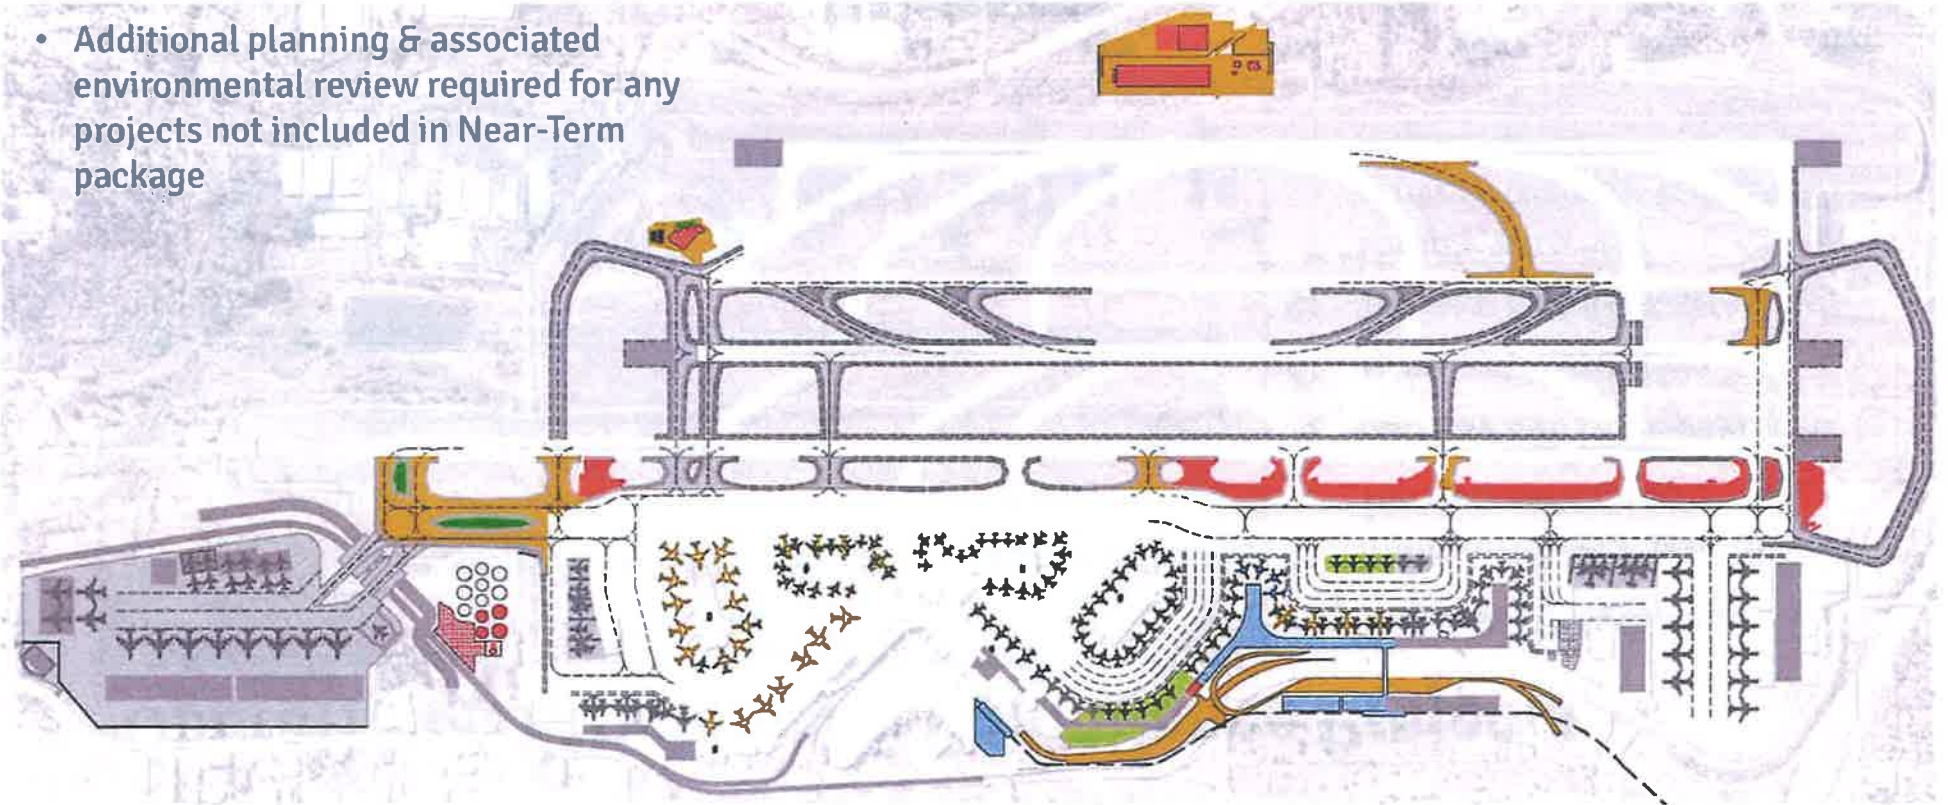 • Additional planning & associated
environmental review required for any
projects not included in Near-Term
package